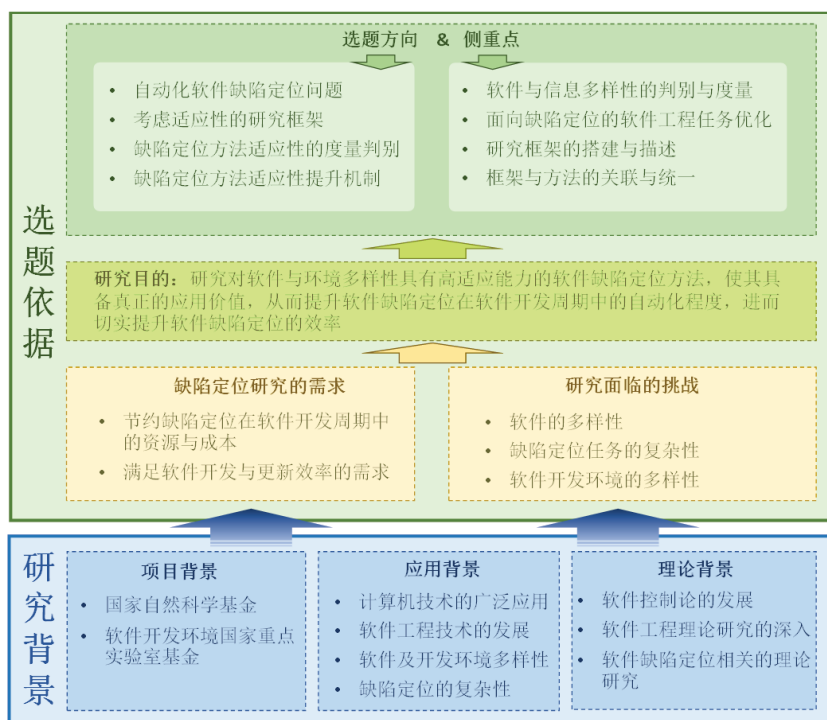 选题依据
选题方向 & 侧重点
• 自动化软件缺陷定位问题
• 考虑适应性的研究框架
• 缺陷定位方法适应性的度量判别
• 缺陷定位方法适应性提升机制
• 软件与信息多样性的判别与度量
• 面向缺陷定位的软件工程任务优化
• 研究框架的搭建与描述
• 框架与方法的关联与统一
研究目的：研究对软件与环境多样性具有高适应能力的软件缺陷定位方法，使其具
备真正的应用价值，从而提升软件缺陷定位在软件开发周期中的自动化程度，进而
切实提升软件缺陷定位的效率
缺陷定位研究的需求
• 节约缺陷定位在软件开发周期中
的资源与成本
• 满足软件开发与更新效率的需求
研究面临的挑战
• 软件的多样性
• 缺陷定位任务的复杂性
• 软件开发环境的多样性
研究背景
项目背景
• 国家自然科学基金
• 软件开发环境国家重点
实验室基金
应用背景
• 计算机技术的广泛应用
• 软件工程技术的发展
• 软件及开发环境多样性
• 缺陷定位的复杂性
理论背景
• 软件控制论的发展
• 软件工程理论研究的深入
• 软件缺陷定位相关的理论
研究